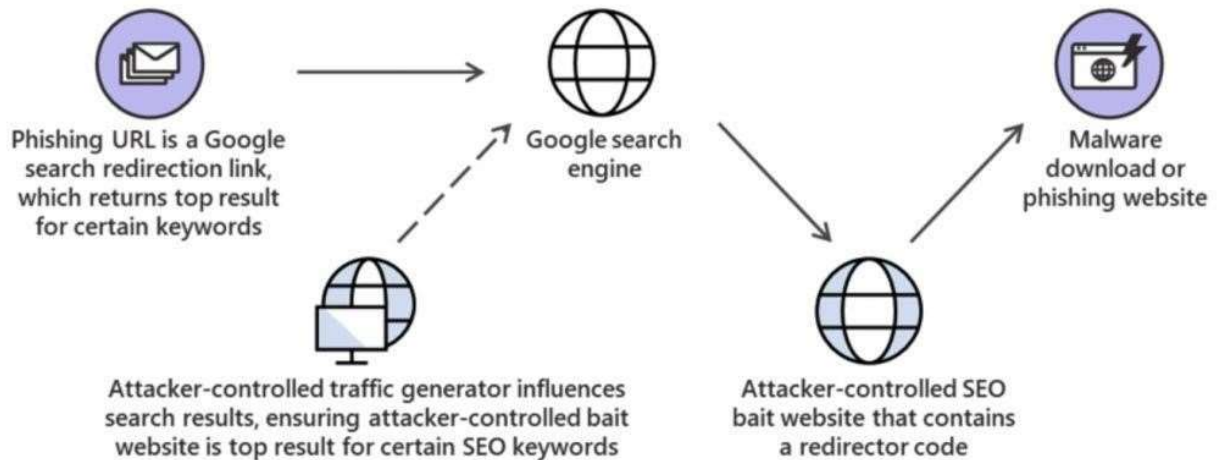 Phishing URL is a Google
search redirection link,
which returns top result
for certain keywords
Google search
engine
Malware
download or
phishing website
Attacker-controlled traffic generator influences
search results, ensuring attacker-controlled bait
website is top result for certain SEO keywords
Attacker-controlled SEO
bait website that contains
a redirector code